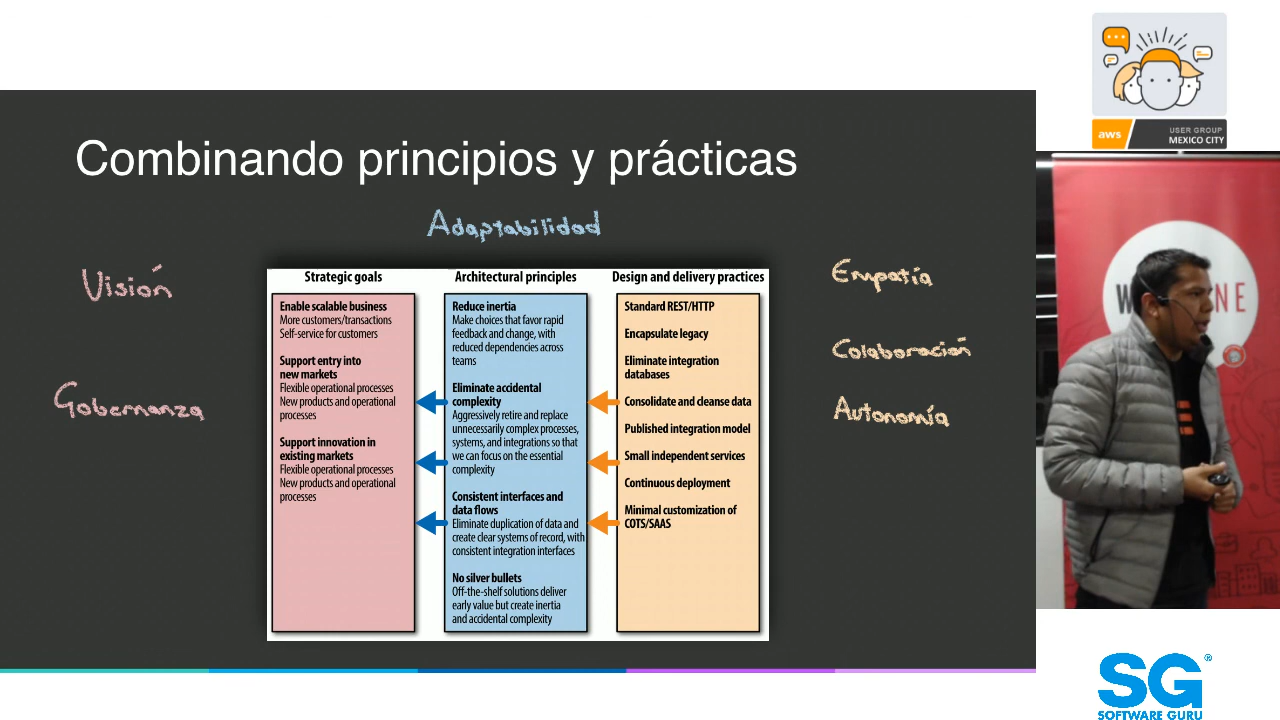 Combinando principios y prácticas
Adaptabilidad
Visión
Gobernanza
Strategic goals
Enable scalable business
More customers/transactions
Self-service for customers
Support entry into
new markets
Flexible operational processes
New products and operational
processes
Support innovation in
existing markets
Flexible operational processes
New products and operational
processes
Architectural principles
Reduce inertia
Make choices that favor rapid
feedback and change, with
reduced dependencies across
teams
Eliminate accidental
complexity
Aggressively retire and replace
unnecessarily complex processes,
systems, and integrations so that
we can focus on the essential
complexity
Consistent interfaces and
data flows
Eliminate duplication of data and
create clear systems of record, with
consistent integration interfaces
No silver bullets
Off-the-shelf solutions deliver
early value but create inertia
and accidental complexity
Design and delivery practices
Standard REST/HTTP
Encapsulate legacy
Eliminate integration
databases
Consolidate and cleanse data
Published integration model
Small independent services
Continuous deployment
Minimal customization of
COTS/SAAS
Empatía
Colaboración
Autonomía
aws
USER GROUP
MEXICO CITY
SG®
SOFTWARE GURU